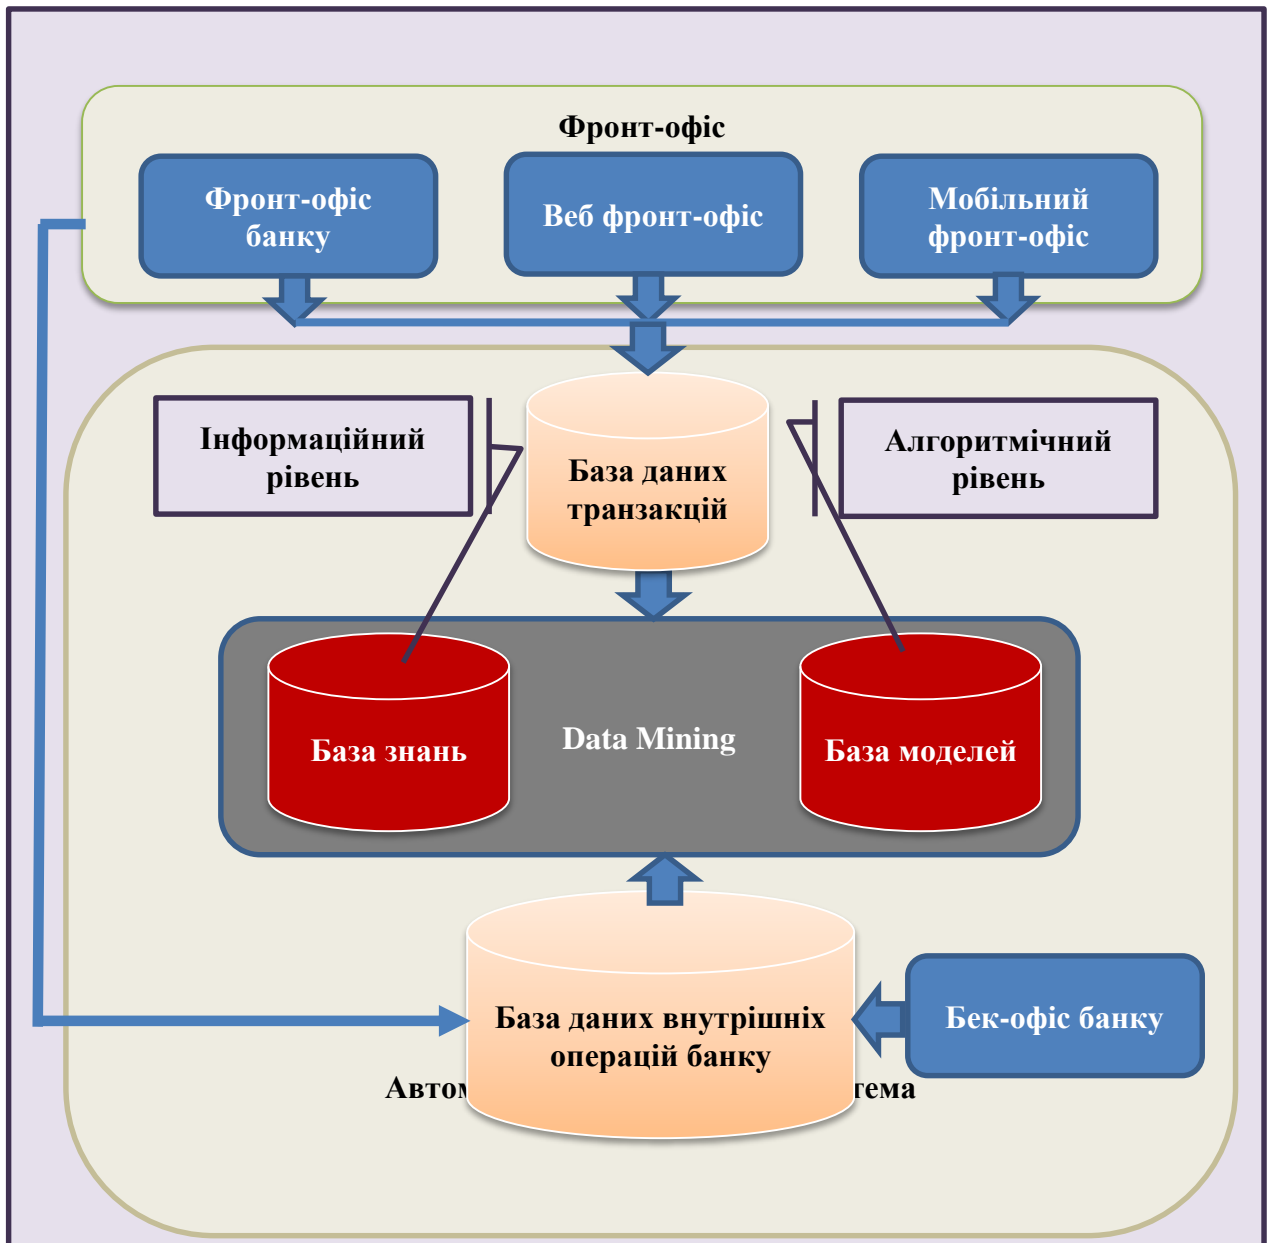 Фронт-офіс
Фронт-офіс
банку
Веб фронт-офіс
Мобільний
фронт-офіс
Інформаційний
рівень
База даних
транзакцій
Алгоритмічний
рівень
База знань
Data Mining
База моделей
База даних внутрішніх
операцій банку
Бек-офіс банку